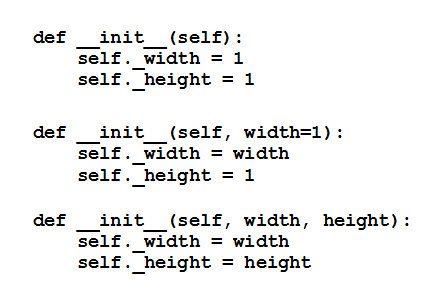 def __init__(self):
    self._width = 1
    self._height = 1
def __init__(self, width=1):
    self._width = width
    self._height = 1
def __init__(self, width, height):
    self._width = width
    self._height = height